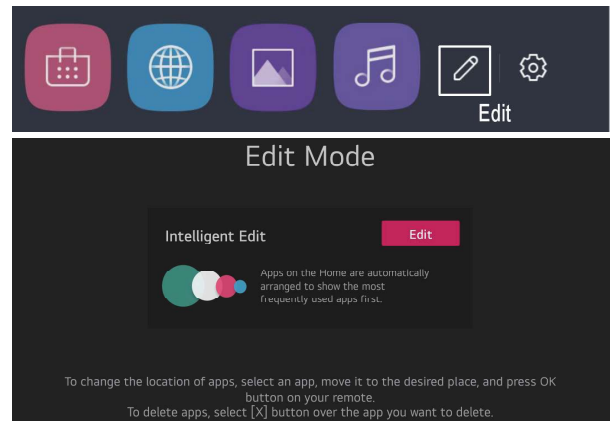 Edit
Edit Mode
Intelligent Edit
Edit
Apps on the Home are automatically
arranged to show the most
frequently used apps first.
To change the location of apps, select an app, move it to the desired place, and press OK
button on your remote.
To delete apps, select [X] button over the app you want to delete.